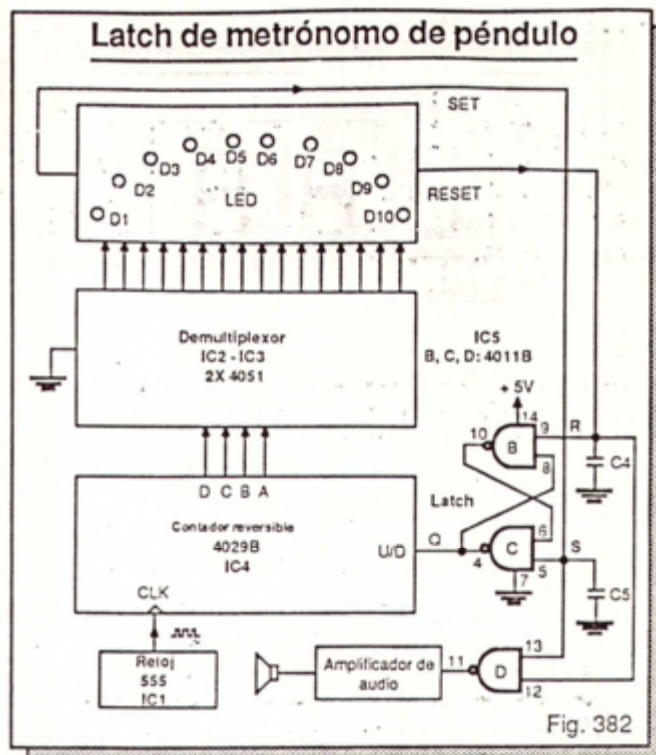 Latch de metrónomo de péndulo
SET
D1
D2
D3
D4
D5
D6
D7
D8
D9
D10
LED
RESET
Demultiplexor
IC2 - IC3
2X 4051
IC5
B, C, D: 4011B
+ 5V
14
10
B
9
R
8
C4
D C B A
Latch
Contador reversible
4029B
IC4
U/D
Q
6
4
C
5
S
7
C5
CLK
Reloj
555
IC1
Amplificador de
audio
11
D
13
12
Fig. 382